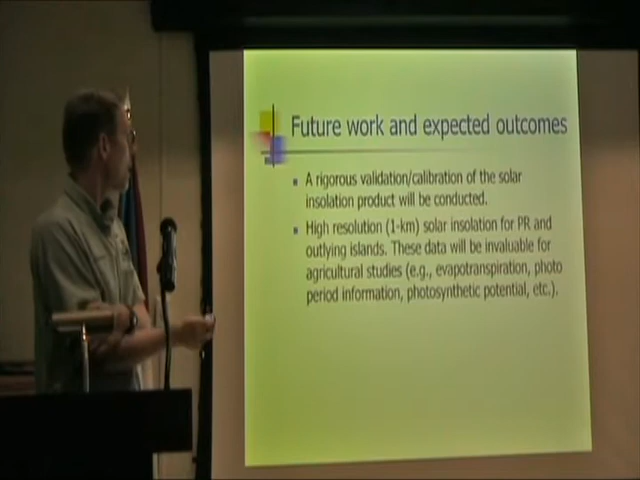 Future work and expected outcomes
A rigorous validation/calibration of the solar
insolation product will be conducted.
High resolution (1-km) solar insolation for PR and
outlying islands. These data will be invaluable for
agricultural studies (e.g., evapotranspiration, photo
period information, photosynthetic potential, etc.).